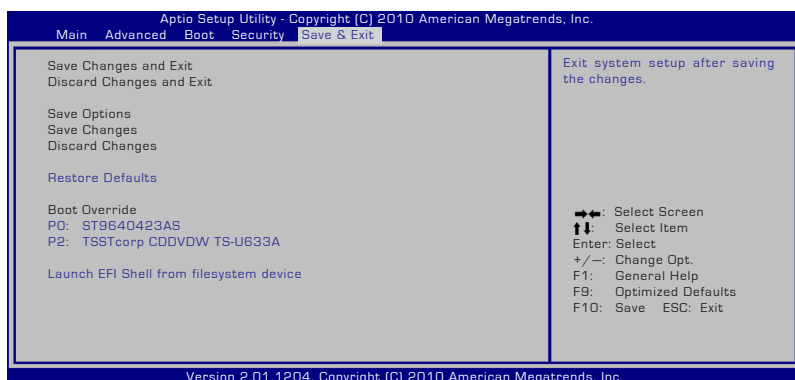 Aptio Setup Utility - Copyright (C) 2010 American Megatrends, Inc.
Main Advanced Boot Security Save & Exit
Save Changes and Exit
Discard Changes and Exit
Save Options
Save Changes
Discard Changes
Restore Defaults
Boot Override
P0: ST9640423AS
P2: TSSTcorp CDDVDW TS-U633A
Launch EFI Shell from filesystem device
Exit system setup after saving
the changes.
→←: Select Screen
↑↓: Select Item
Enter: Select
+/—: Change Opt.
F1: General Help
F9: Optimized Defaults
F10: Save ESC: Exit
Version 2.01.1204. Copyright (C) 2010 American Megatrends, Inc.